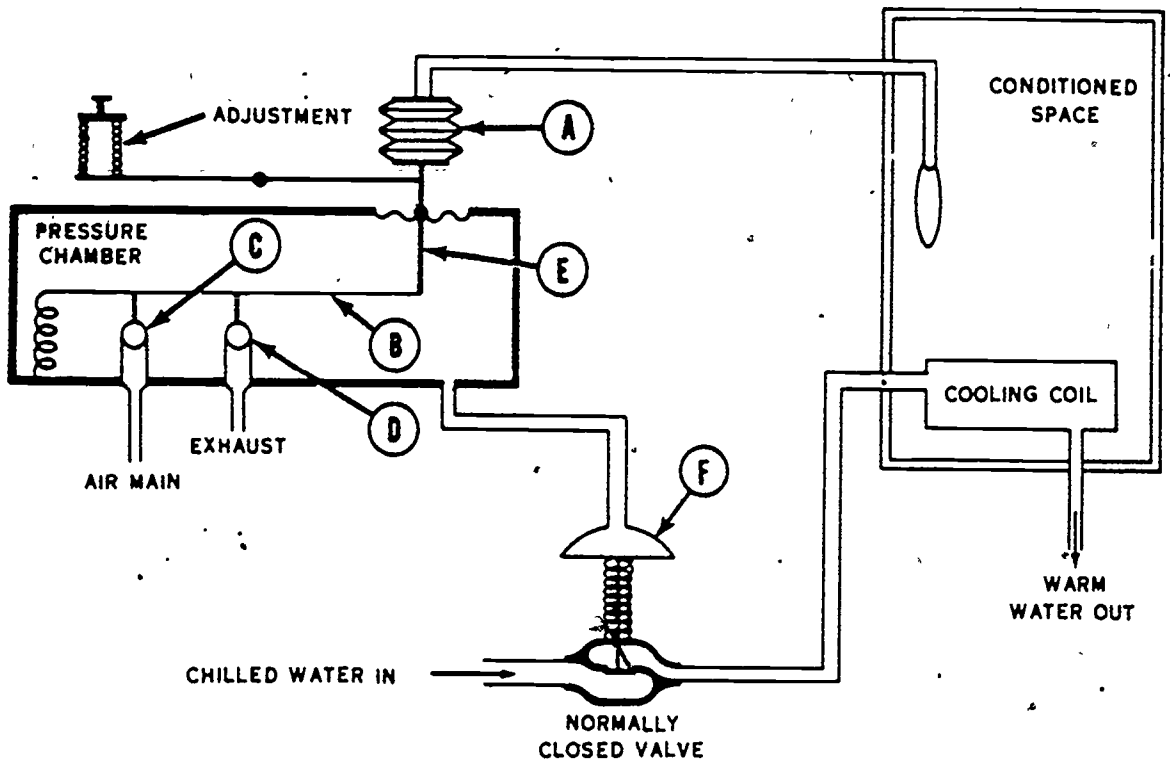 ADJUSTMENT
A
CONDITIONED
SPACE
PRESSURE
CHAMBER
C
E
B
D
EXHAUST
AIR MAIN
COOLING COIL
F
WARM
WATER OUT
CHILLED WATER IN
NORMALLY
CLOSED VALVE